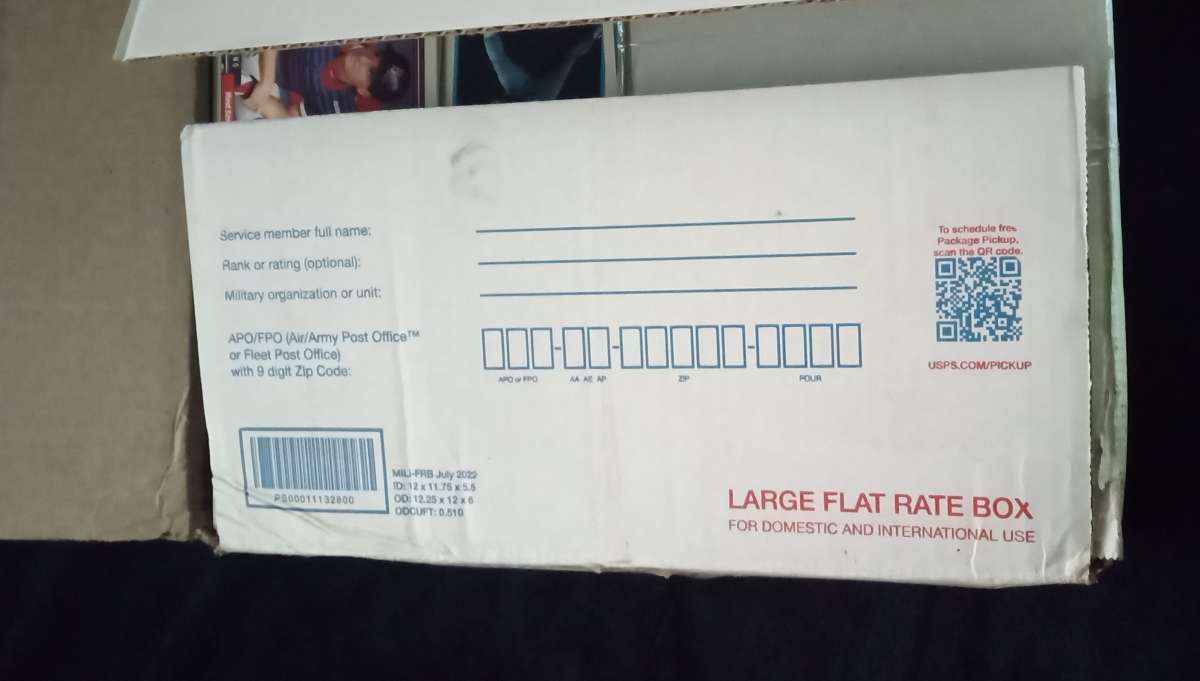 Service member full name:
Rank or rating (optional):
Military organization or unit:
APO/FPO (Air/Army Post Office™
or Fleet Post Office)
with 9 digit Zip Code:
APO or FPO
AA AE AP
ZIP
FOUR
To schedule free
Package Pickup,
scan the QR code.
USPS.COM/PICKUP
PS00011132800
MILI-FRB July 2022
ID: 12 x 11.75 x 5.5
OD: 12.25 x 12 x 6
ODCUFT: 0.510
LARGE FLAT RATE BOX
FOR DOMESTIC AND INTERNATIONAL USE